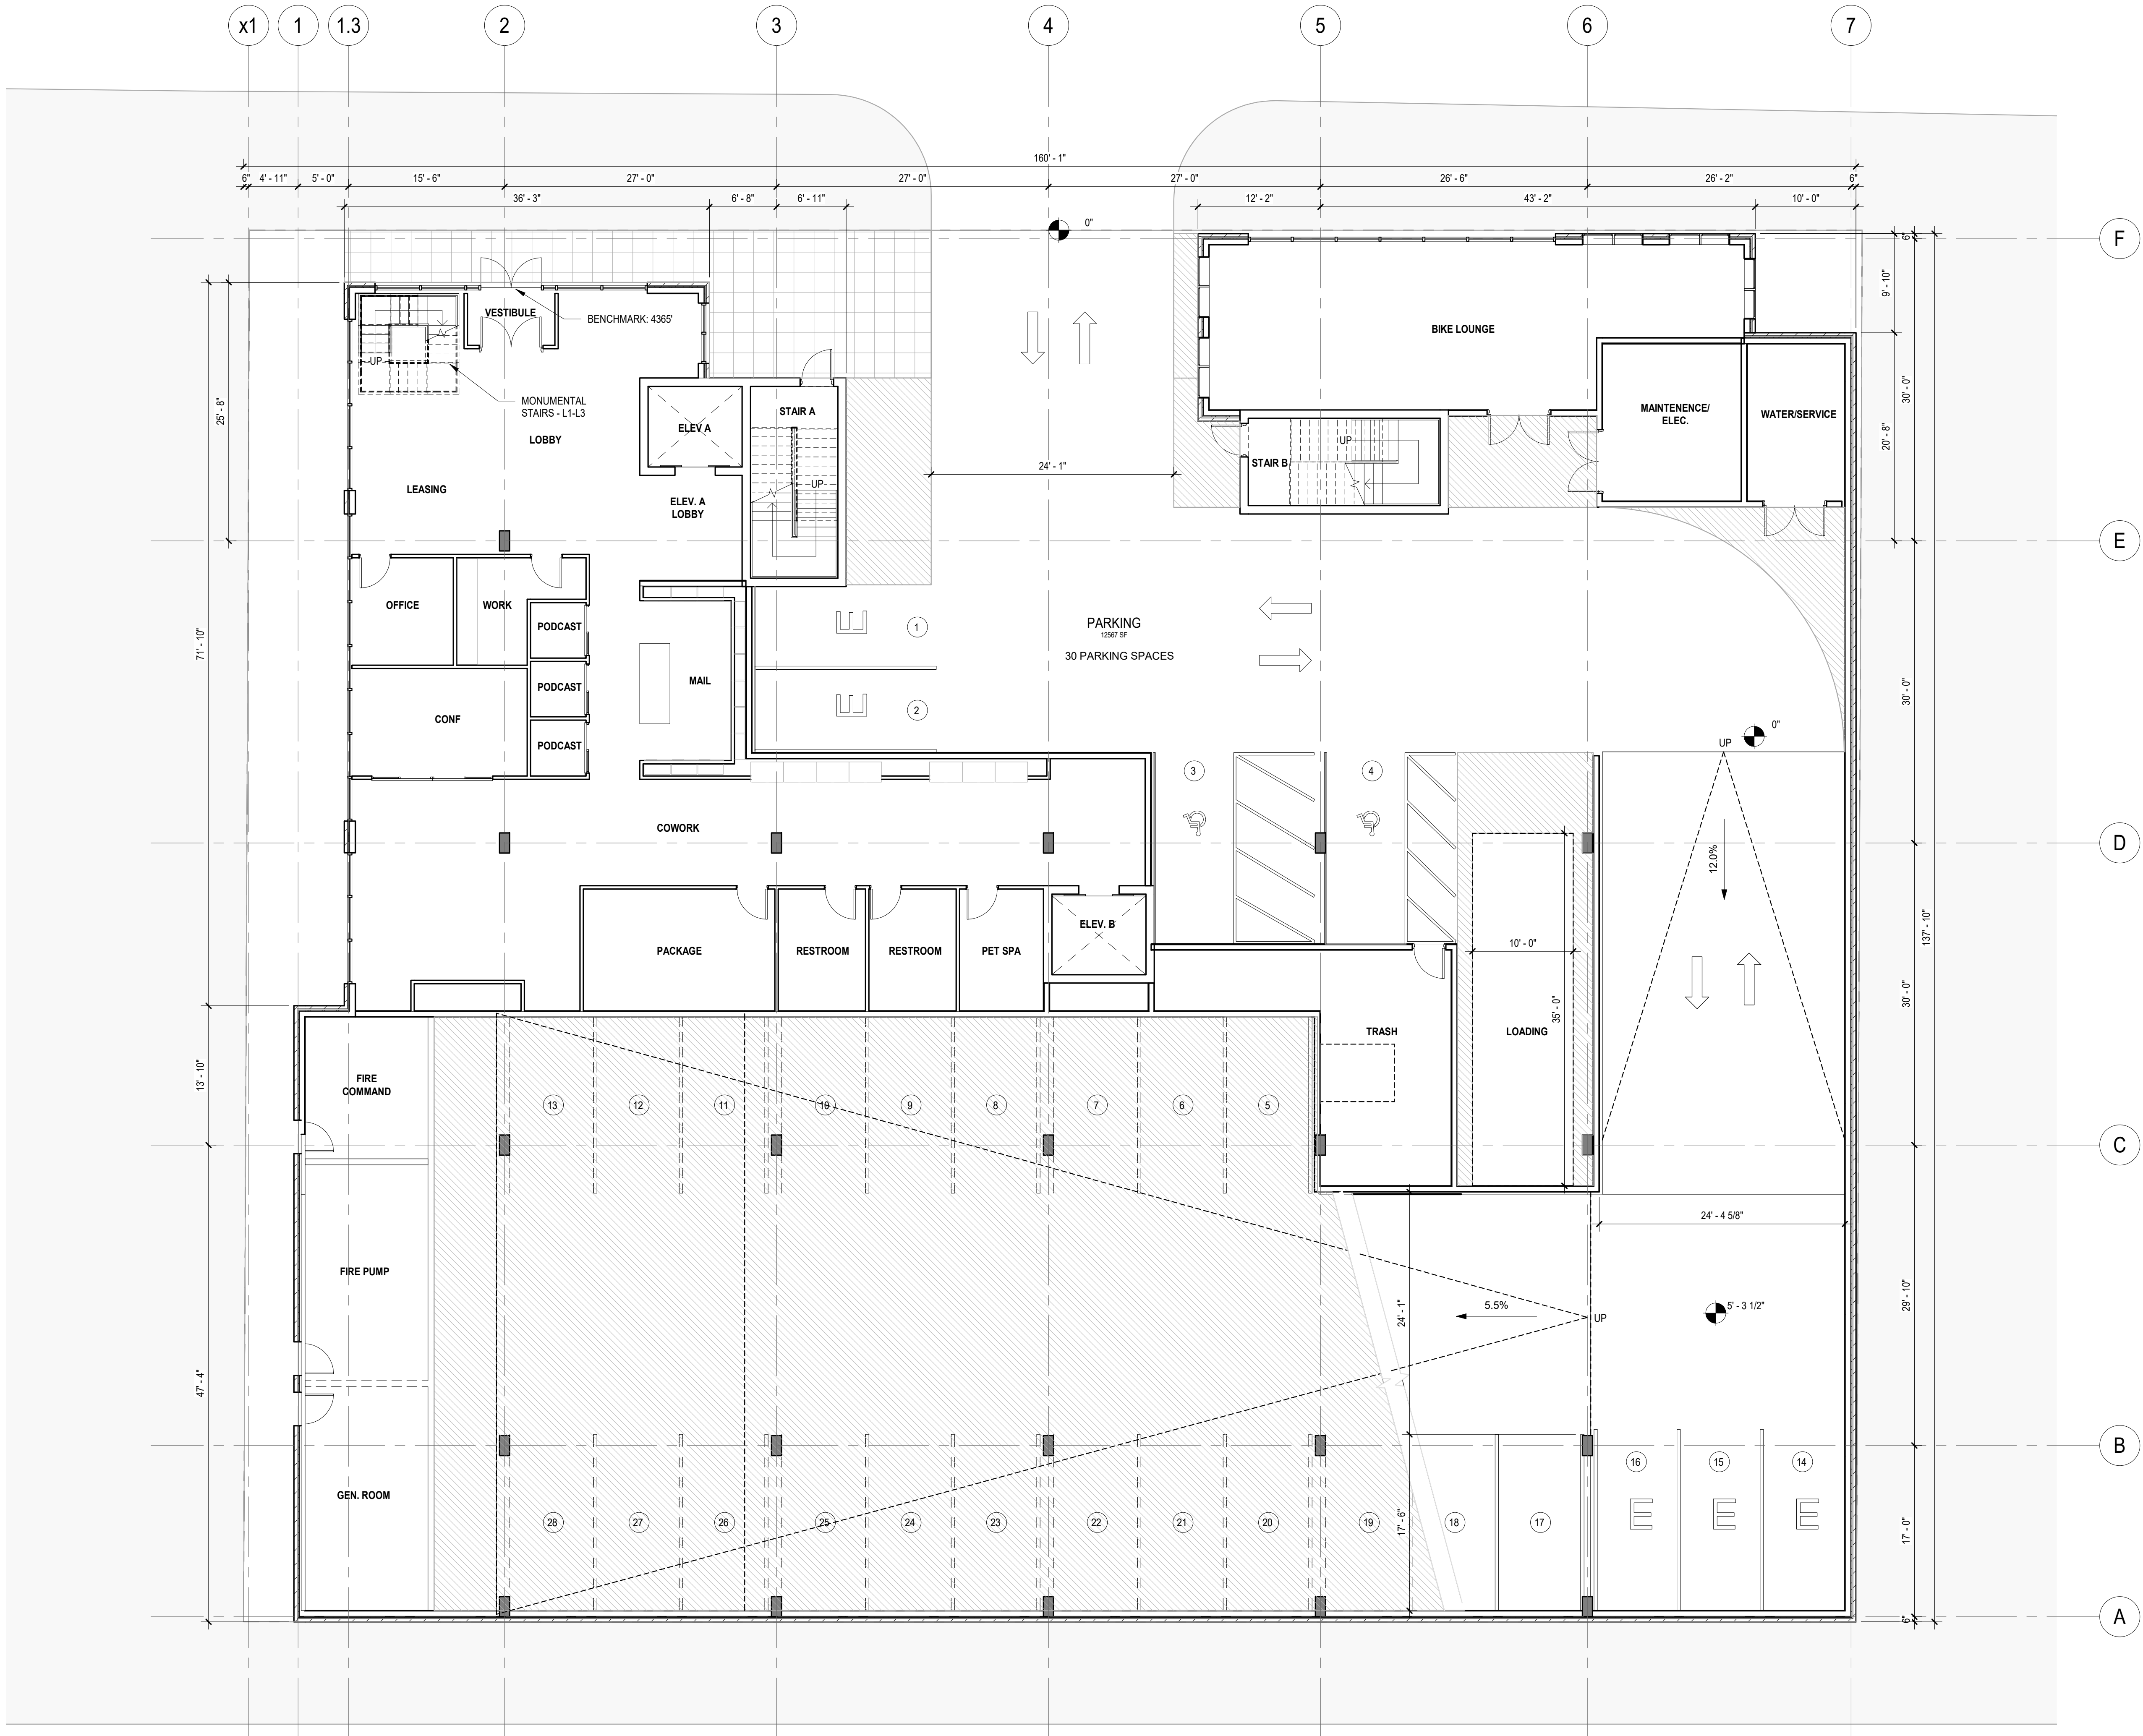 x1 1 1.3 2 3 4 5 6 7
160' - 1"
6" 4' - 11" 5' - 0" 15' - 6" 27' - 0" 27' - 0" 27' - 0" 26' - 6" 26' - 2" 6"
36' - 3" 6' - 8" 6' - 11" 12' - 2" 43' - 2" 10' - 0"
0"
F
6"
9' - 10"
VESTIBULE
BENCHMARK: 4365'
BIKE LOUNGE
UP
MONUMENTAL
STAIRS - L1-L3
LOBBY
25' - 8"
ELEV A
STAIR A
UP
MAINTENENCE/
ELEC.
WATER/SERVICE
30' - 0"
20' - 8"
UP
STAIR B
24' - 1"
LEASING
ELEV. A
LOBBY
E
OFFICE
WORK
PODCAST
PODCAST
PODCAST
CONF
MAIL
E 1
E 2
PARKING
12567 SF
30 PARKING SPACES
71' - 10"
30' - 0"
0"
UP
3
4
12.0%
COWORK
D
137' - 10"
PACKAGE
RESTROOM
RESTROOM
PET SPA
ELEV. B
10' - 0"
35' - 0"
TRASH
LOADING
30' - 0"
13' - 10"
FIRE
COMMAND
13 12 11 10 9 8 7 6 5
C
24' - 4 5/8"
FIRE PUMP
24' - 1"
5.5%
UP
5' - 3 1/2"
29' - 10"
47' - 4"
B
16 15 14
E E E
GEN. ROOM
28 27 26 25 24 23 22 21 20 19 18 17
17' - 6"
17' - 0"
6"
A